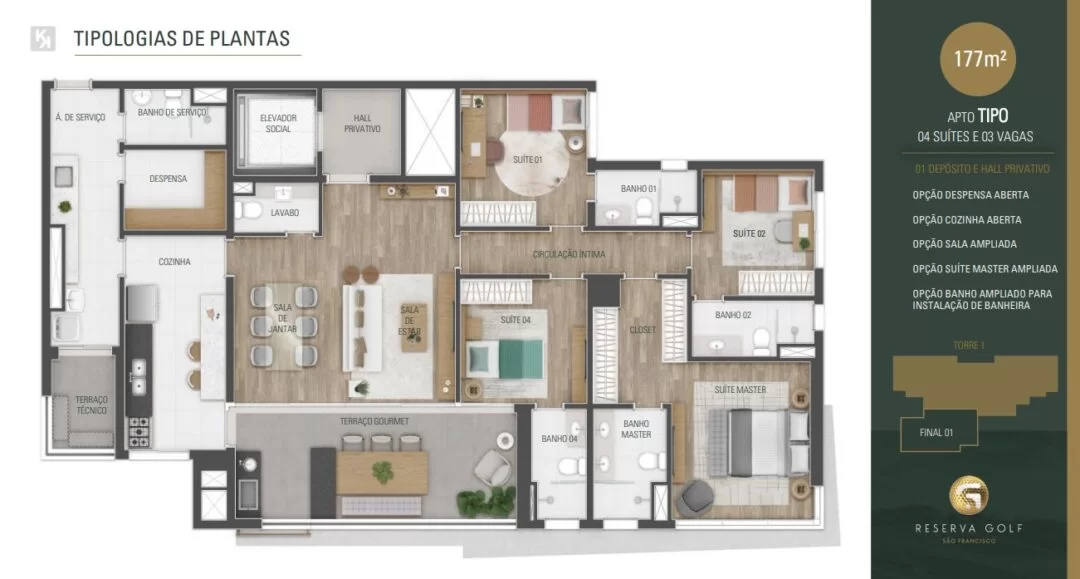 TIPOLOGIAS DE PLANTAS
Á. DE SERVIÇO
BANHO DE SERVIÇO
ELEVADOR
SOCIAL
HALL
PRIVATIVO
DESPENSA
LAVABO
SUÍTE 01
BANHO 01
SUÍTE 02
COZINHA
CIRCULAÇÃO ÍNTIMA
SALA
DE
JANTAR
SALA
DE
ESTAR
SUÍTE 04
CLOSET
BANHO 02
TERRAÇO
TÉCNICO
SUÍTE MASTER
TERRAÇO GOURMET
BANHO 04
BANHO
MASTER
177m²
APTO TIPO
04 SUÍTES E 03 VAGAS
01 DEPÓSITO E HALL PRIVATIVO
OPÇÃO DESPENSA ABERTA
OPÇÃO COZINHA ABERTA
OPÇÃO SALA AMPLIADA
OPÇÃO SUÍTE MASTER AMPLIADA
OPÇÃO BANHO AMPLIADO PARA
INSTALAÇÃO DE BANHEIRA
TORRE 1
FINAL 01
RESERVA GOLF
SÃO FRANCISCO